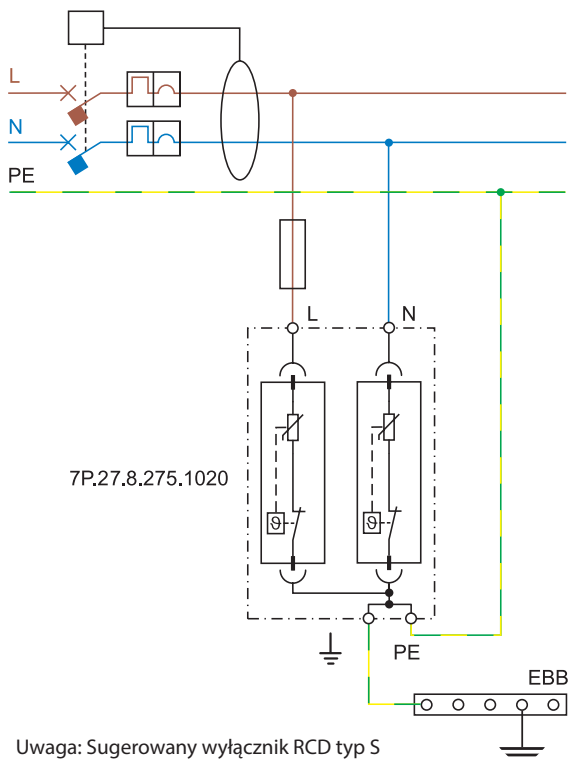 L
N
PE
L
N
7P.27.8.275.1020
ϑ
ϑ
PE
EBB
Uwaga: Sugerowany wyłącznik RCD typ S